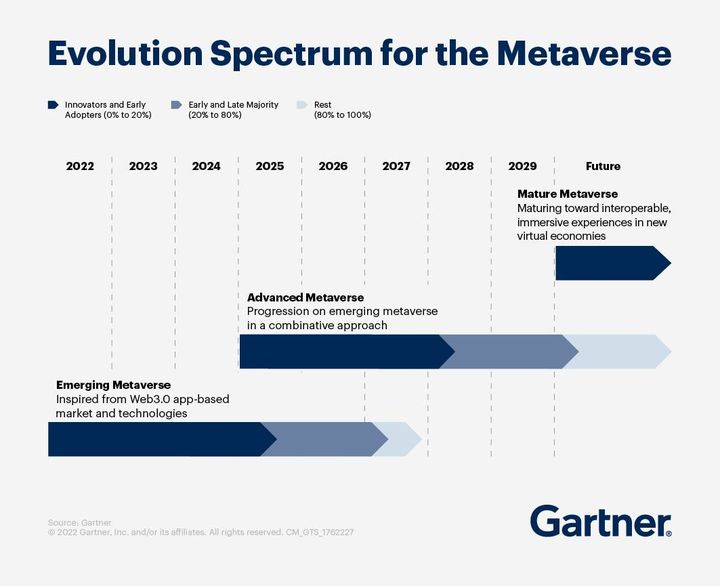 Evolution Spectrum for the Metaverse
Innovators and Early
Adopters (0% to 20%)
Early and Late Majority
(20% to 80%)
Rest
(80% to 100%)
2022 2023 2024 2025 2026 2027 2028 2029 Future
Mature Metaverse
Maturing toward interoperable,
immersive experiences in new
virtual economies
Advanced Metaverse
Progression on emerging metaverse
in a combinative approach
Emerging Metaverse
Inspired from Web3.0 app-based
market and technologies
Source: Gartner
© 2022 Gartner, Inc. and/or its affiliates. All rights reserved. CM_GTS_1762227
Gartner®